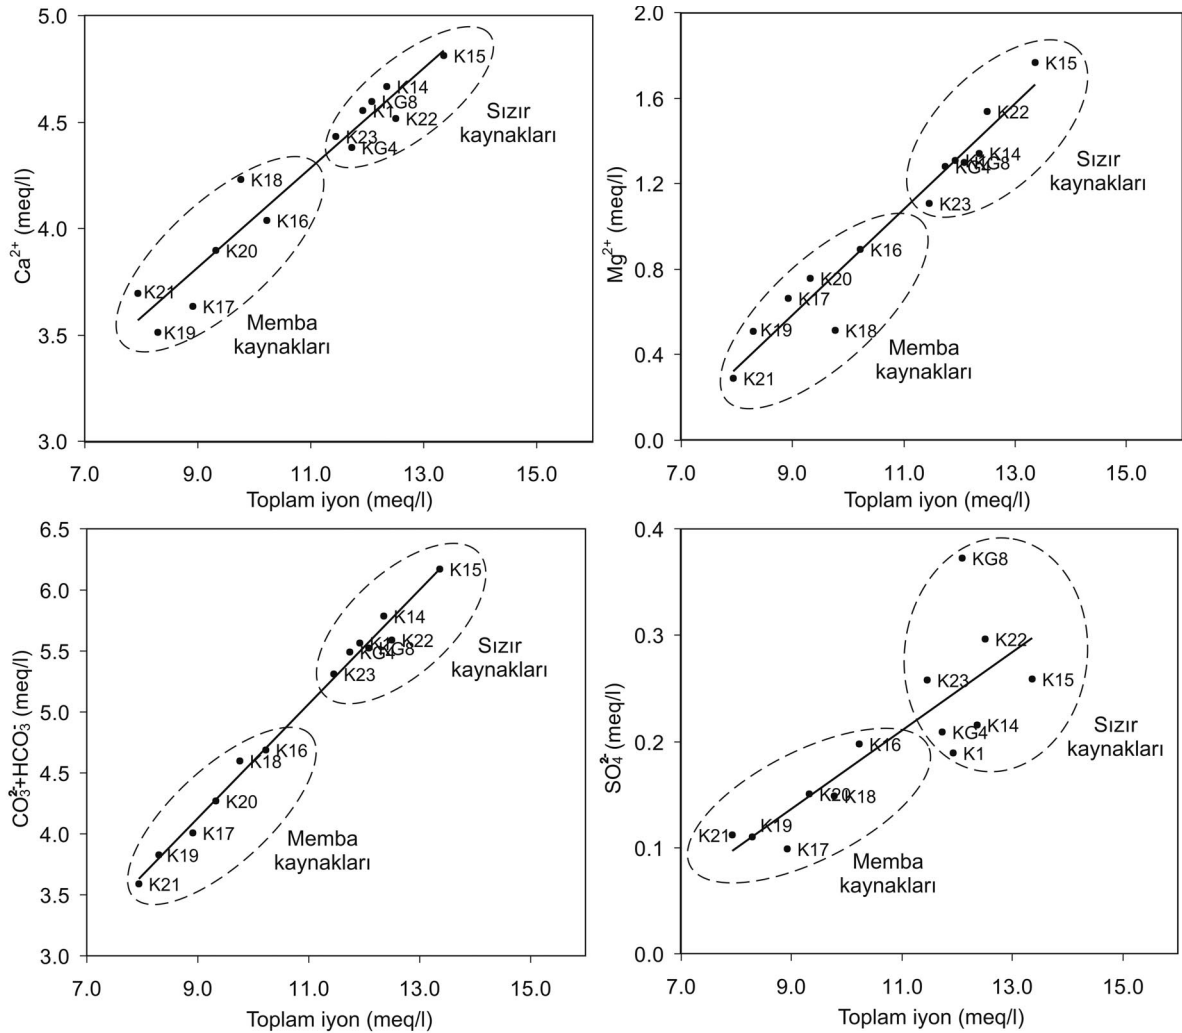 5.0
4.5
4.0
3.5
3.0
Ca2+ (meq/l)
K15
K14
KG8
K1
K22
K23
KG4
Sızır
kaynakları
K18
K16
K20
K21
K17
K19
Memba
kaynakları
7.0 9.0 11.0 13.0 15.0
Toplam iyon (meq/l)
2.0
1.6
1.2
0.8
0.4
0.0
Mg2+ (meq/l)
K15
K22
K14
KG8
KG4
K23
Sızır
kaynakları
K16
K20
K17
K19
K18
K21
Memba
kaynakları
7.0 9.0 11.0 13.0 15.0
Toplam iyon (meq/l)
6.5
6.0
5.5
5.0
4.5
4.0
3.5
3.0
CO32-+HCO3- (meq/l)
K15
K14
K1
K22
KG8
KG4
K23
Sızır
kaynakları
K16
K18
K20
K17
K19
K21
Memba
kaynakları
7.0 9.0 11.0 13.0 15.0
Toplam iyon (meq/l)
0.4
0.3
0.2
0.1
0.0
SO42- (meq/l)
KG8
K22
K23
K15
K14
KG4
K1
Sızır
kaynakları
K16
K20
K18
K19
K21
K17
Memba
kaynakları
7.0 9.0 11.0 13.0 15.0
Toplam iyon (meq/l)